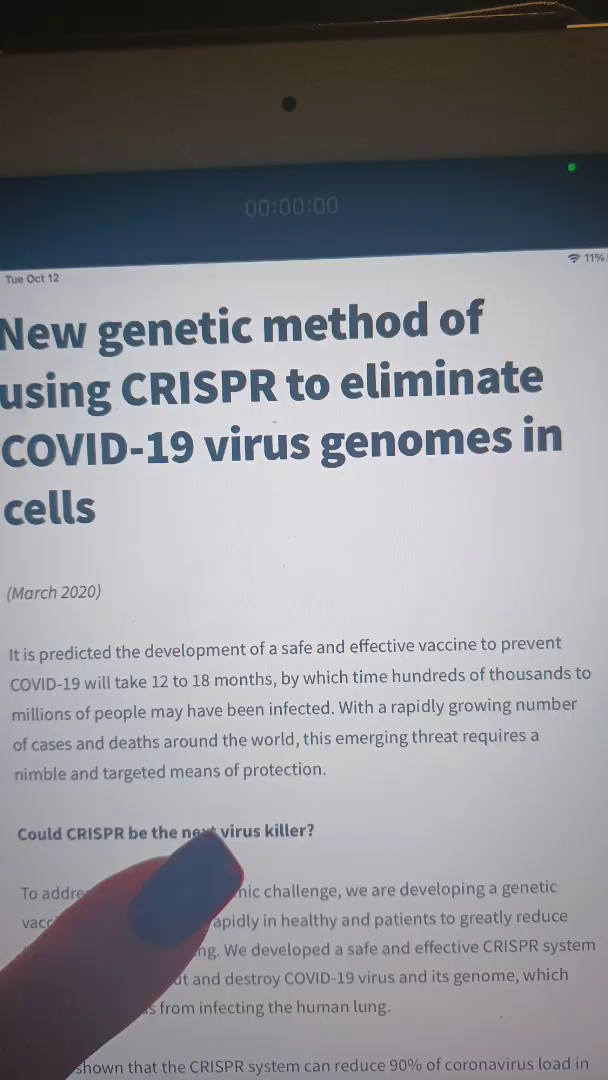 00:00:00
Tue Oct 12
11%
New genetic method of
using CRISPR to eliminate
COVID-19 virus genomes in
cells
(March 2020)
It is predicted the development of a safe and effective vaccine to prevent
COVID-19 will take 12 to 18 months, by which time hundreds of thousands to
millions of people may have been infected. With a rapidly growing number
of cases and deaths around the world, this emerging threat requires a
nimble and targeted means of protection.
Could CRISPR be the next virus killer?
To challenge, we are developing a genetic
rapidly in healthy and patients to greatly reduce
We developed a safe and effective CRISPR system
and destroy COVID-19 virus and its genome, which
from infecting the human lung.
shown that the CRISPR system can reduce 90% of coronavirus load in